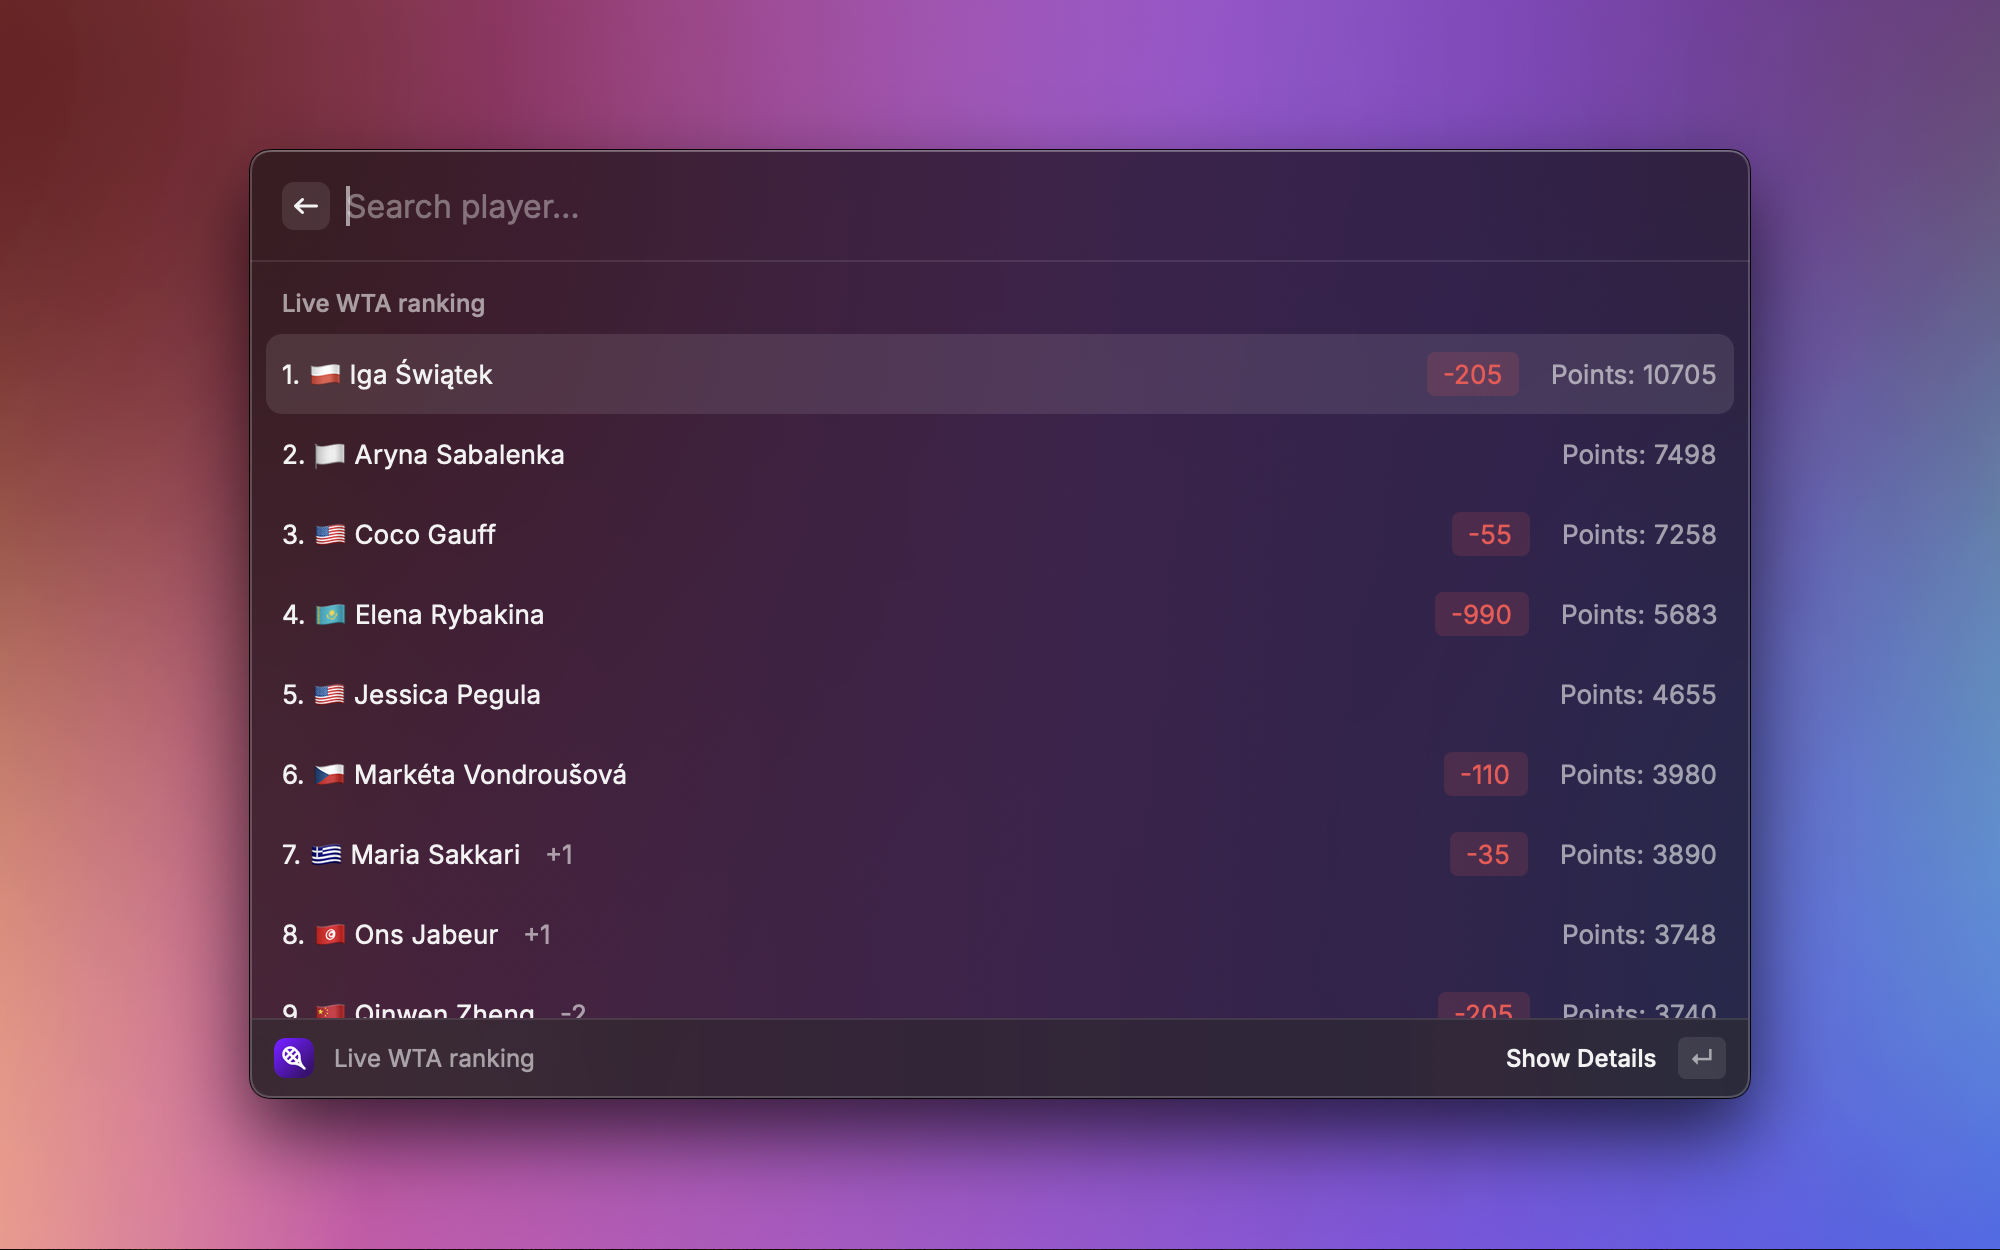 Search player...
Live WTA ranking
1. 🇵🇱 Iga Świątek -205 Points: 10705
2. 🏳 Aryna Sabalenka Points: 7498
3. 🇺🇸 Coco Gauff -55 Points: 7258
4. 🇰🇿 Elena Rybakina -990 Points: 5683
5. 🇺🇸 Jessica Pegula Points: 4655
6. 🇨🇿 Markéta Vondroušová -110 Points: 3980
7. 🇬🇷 Maria Sakkari +1 -35 Points: 3890
8. 🇹🇳 Ons Jabeur +1 Points: 3748
9. 🇨🇳 Qinwen Zheng -2 -205 Points: 3740
Live WTA ranking Show Details